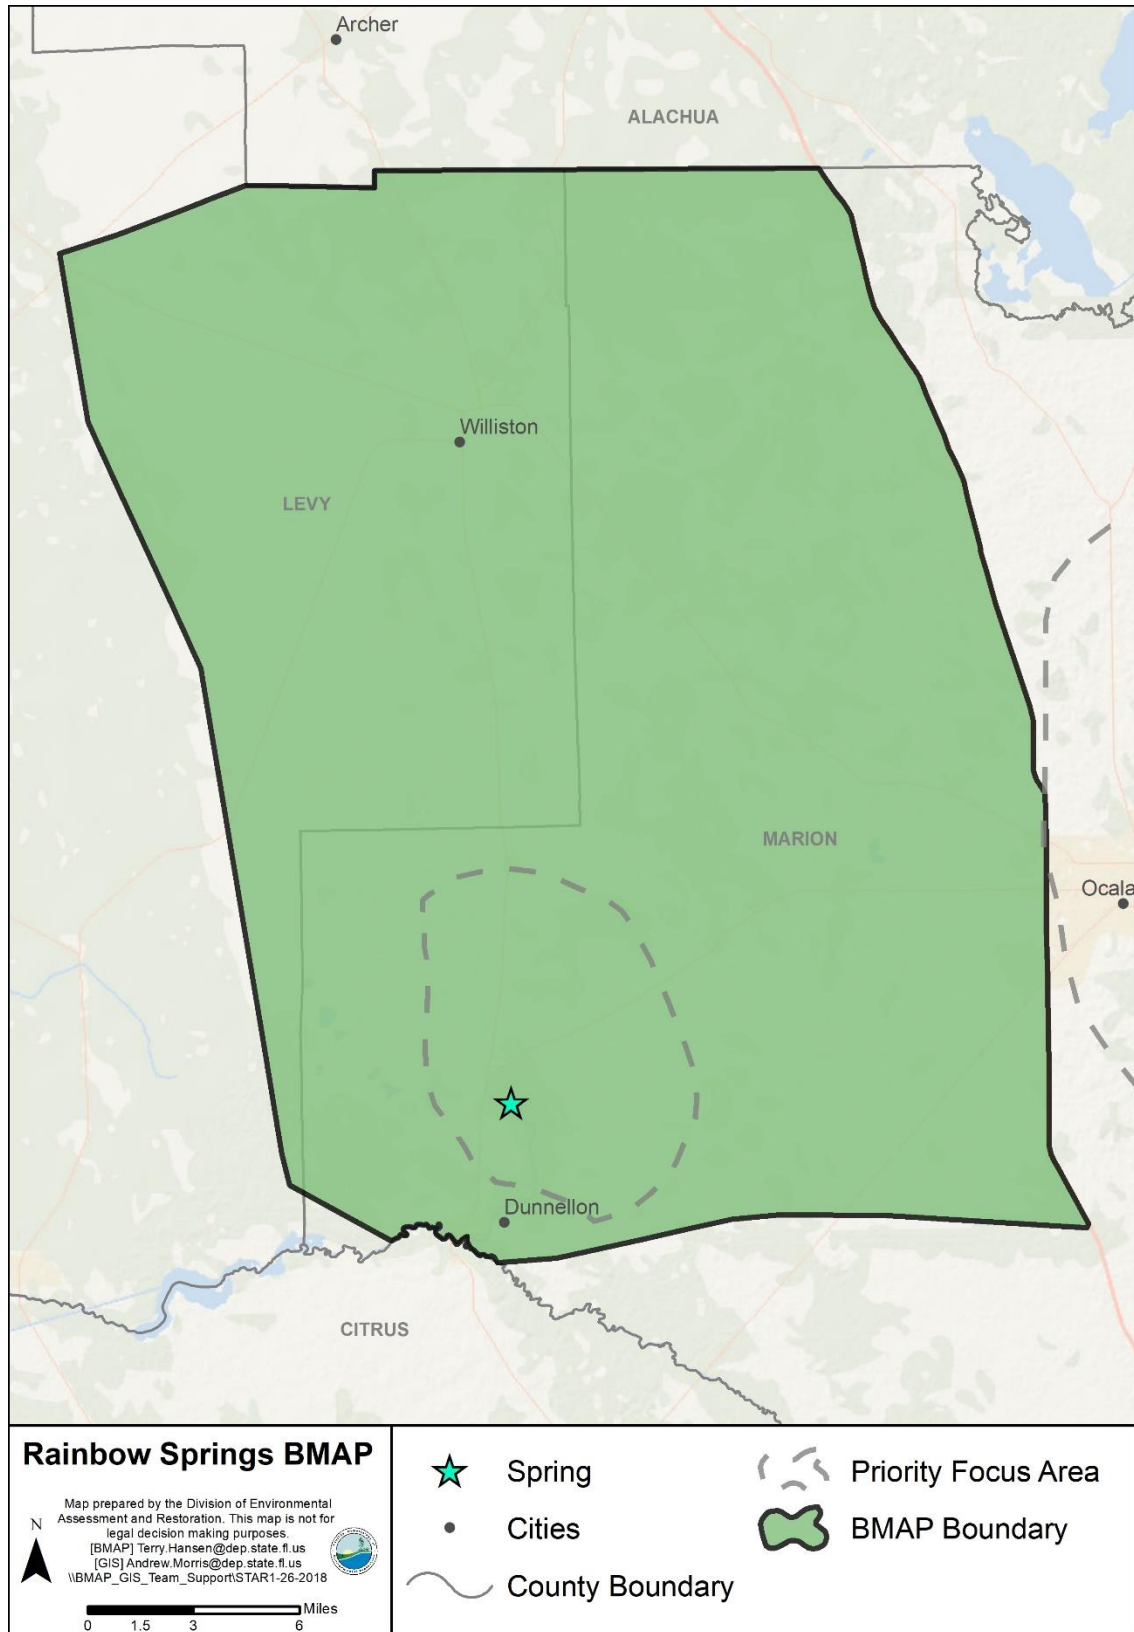 Archer
ALACHUA
Williston
LEVY
MARION
Ocala
Dunnellon
CITRUS
Rainbow Springs BMAP
Map prepared by the Division of Environmental
Assessment and Restoration. This map is not for
legal decision making purposes.
[BMAP] Terry.Hansen@dep.state.fl.us
[GIS] Andrew.Morris@dep.state.fl.us
\\BMAP_GIS_Team_Support\STAR1-26-2018
N
Miles
0 1.5 3 6
Spring
Cities
County Boundary
Priority Focus Area
BMAP Boundary